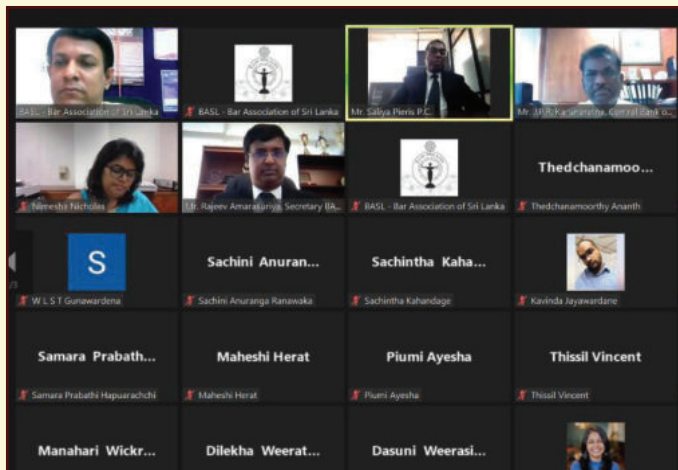 BASL - Bar Association of Sri Lanka
BASL - Bar Association of Sri Lanka
Mr. Saliya Pieris P.C.
Mr. J.P.R. Karunaratne, Central Bank o...
Nimesha Nicholas
Mr. Rajeev Amarasuriya, Secretary BA...
BASL - Bar Association of Sri Lanka
Thedchanamoo...
Thedchanamoorthy Ananth
S
W L S T Gunawardena
Sachini Anuran...
Sachini Anuranga Ranawaka
Sachintha Kaha...
Sachintha Kahandage
Kavinda Jayawardane
Samara Prabath...
Samara Prabathi Hapuarachchi
Maheshi Herat
Maheshi Herat
Piumi Ayesha
Piumi Ayesha
Thissil Vincent
Thissil Vincent
Manahari Wickr...
Dilekha Weerat...
Dasuni Weerasi...